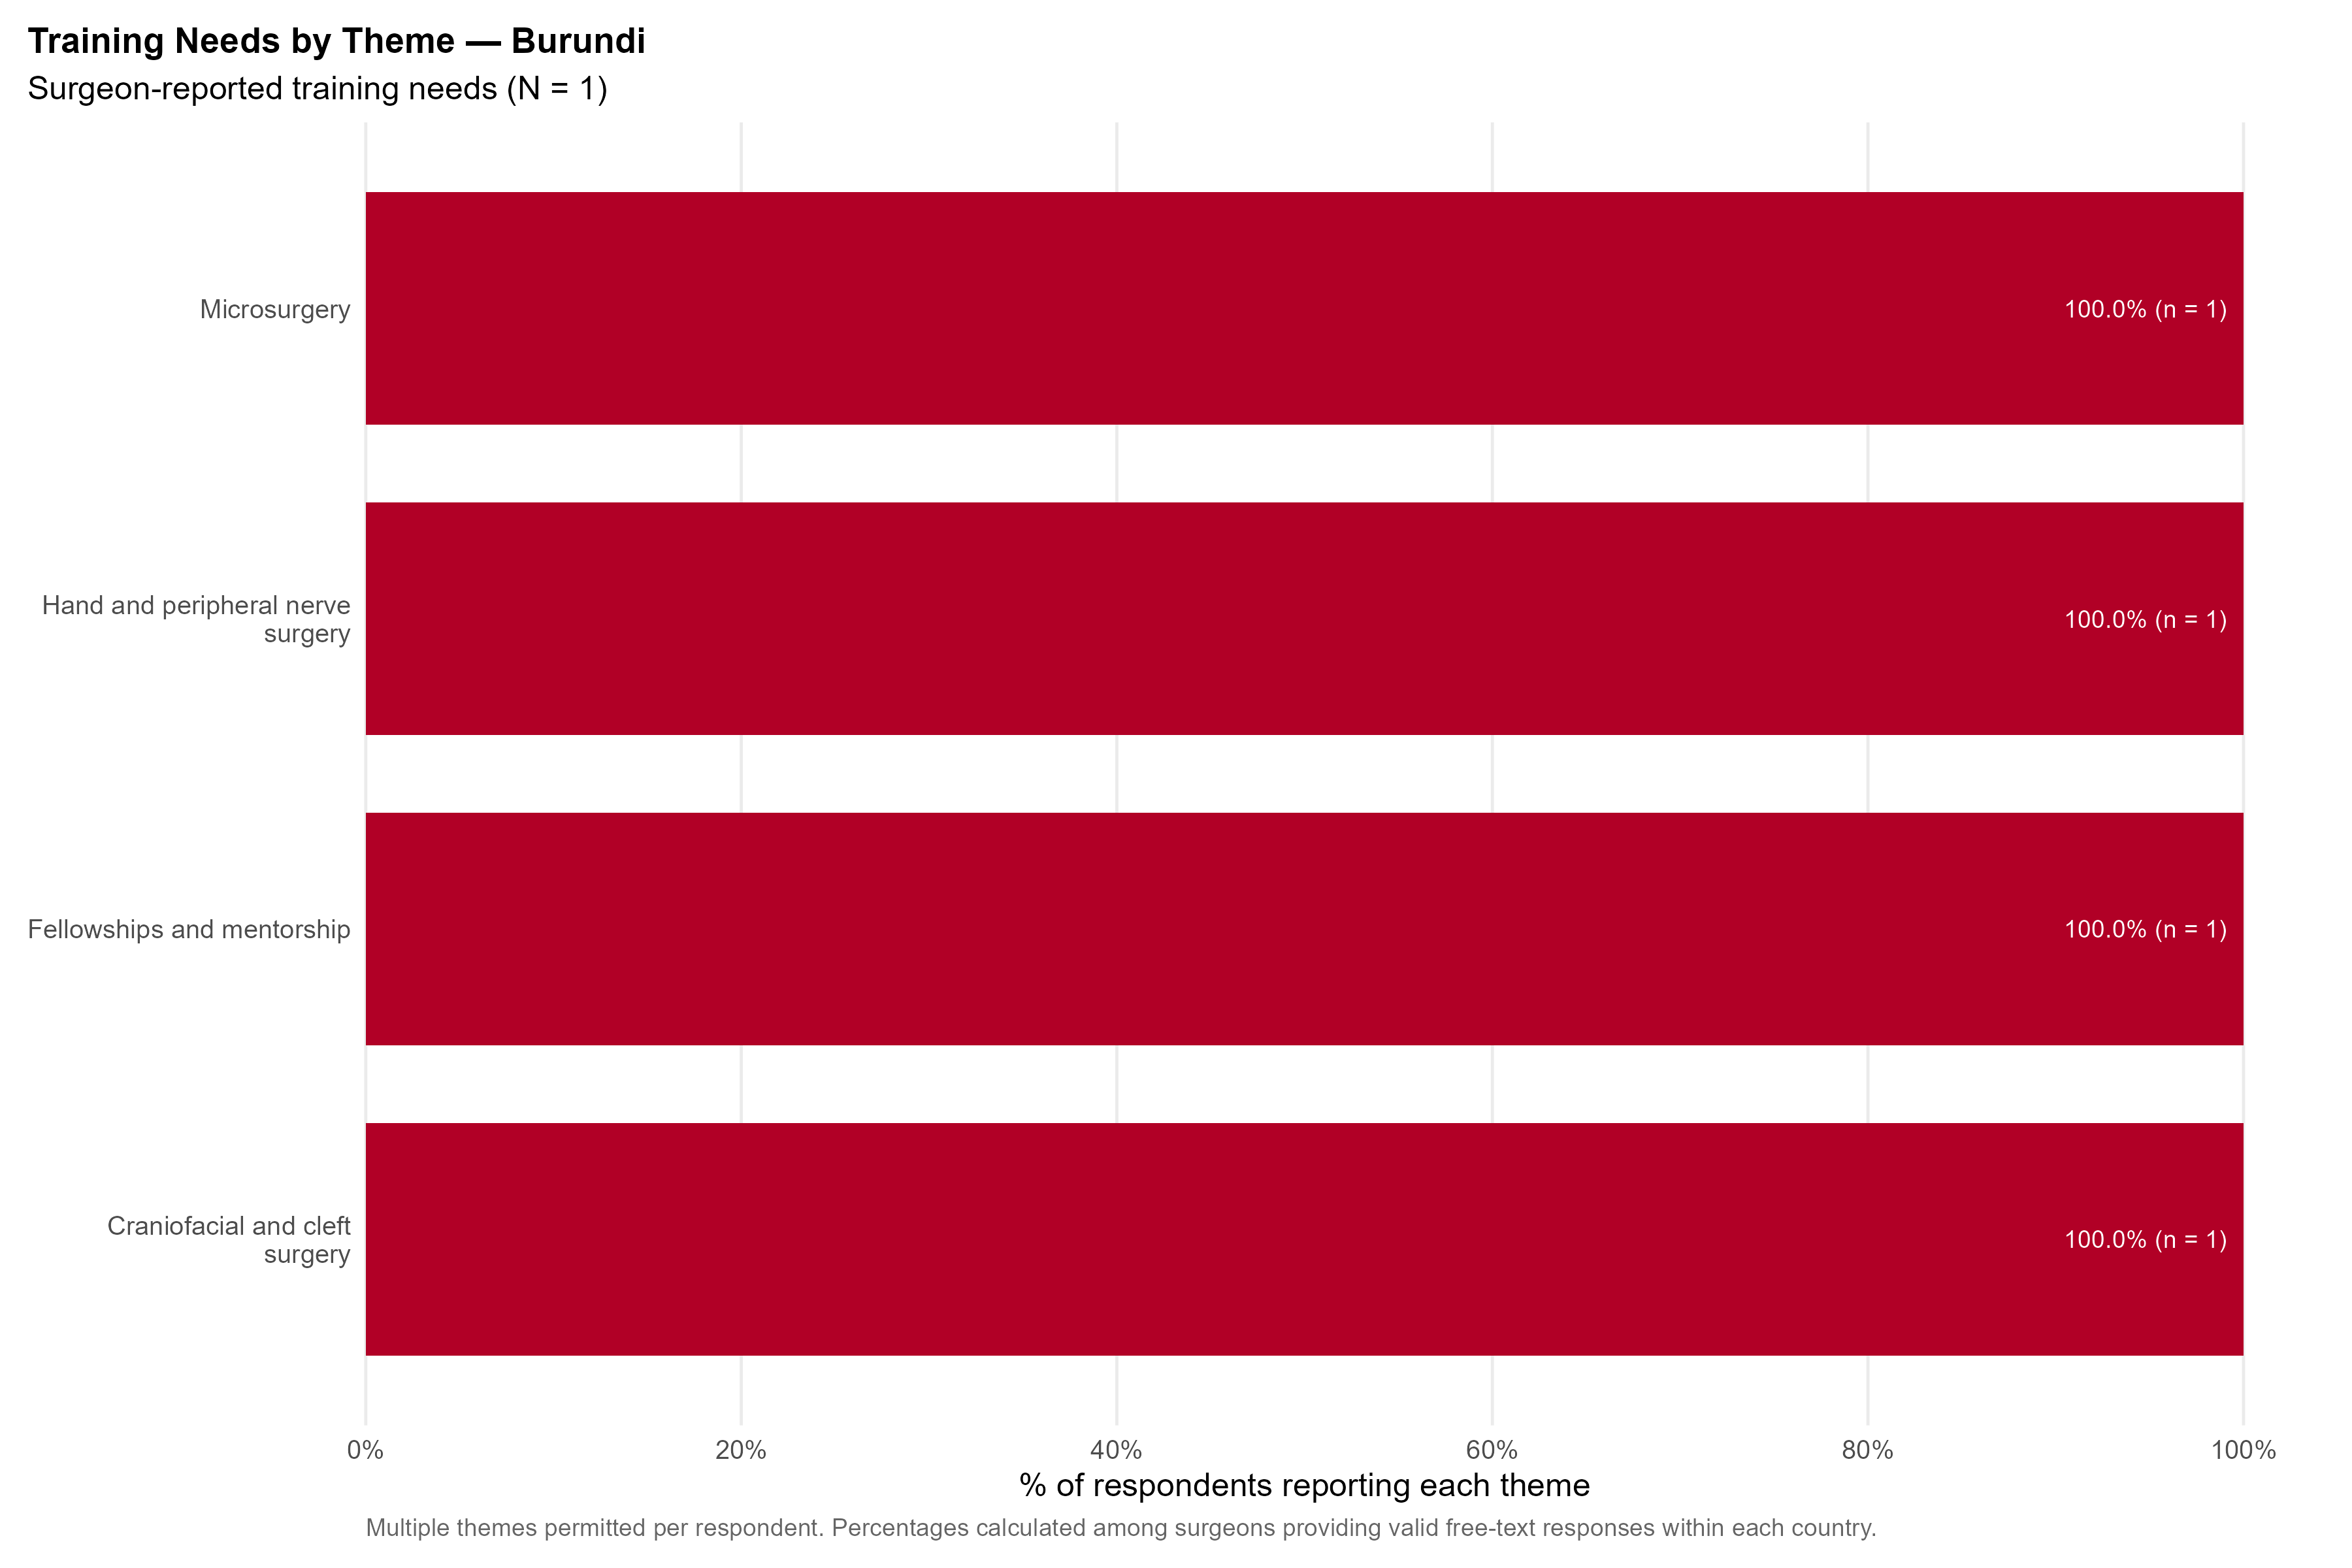 Training Needs by Theme — Burundi
Surgeon-reported training needs (N = 1)
Microsurgery
100.0% (n = 1)
Hand and peripheral nerve
surgery
100.0% (n = 1)
Fellowships and mentorship
100.0% (n = 1)
Craniofacial and cleft
surgery
100.0% (n = 1)
0% 20% 40% 60% 80% 100%
% of respondents reporting each theme
Multiple themes permitted per respondent. Percentages calculated among surgeons providing valid free-text responses within each country.